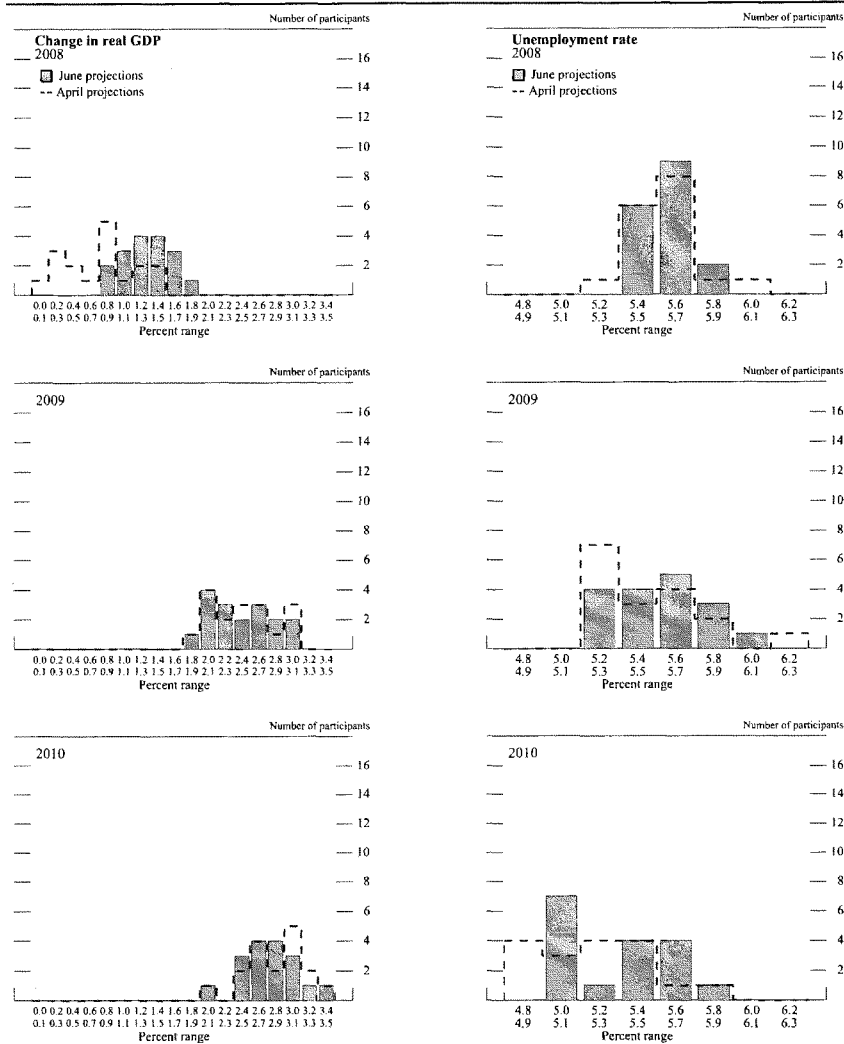 Number of participants
Change in real GDP
2008
June projections
April projections
16
14
12
10
8
6
4
2
0.0 0.2 0.4 0.6 0.8 1.0 1.2 1.4 1.6 1.8 2.0 2.2 2.4 2.6 2.8 3.0 3.2 3.4
0.1 0.3 0.5 0.7 0.9 1.1 1.3 1.5 1.7 1.9 2.1 2.3 2.5 2.7 2.9 3.1 3.3 3.5
Percent range
Number of participants
Unemployment rate
2008
June projections
April projections
16
14
12
10
8
6
4
2
4.8 5.0 5.2 5.4 5.6 5.8 6.0 6.2
4.9 5.1 5.3 5.5 5.7 5.9 6.1 6.3
Percent range
Number of participants
2009
16
14
12
10
8
6
4
2
0.0 0.2 0.4 0.6 0.8 1.0 1.2 1.4 1.6 1.8 2.0 2.2 2.4 2.6 2.8 3.0 3.2 3.4
0.1 0.3 0.5 0.7 0.9 1.1 1.3 1.5 1.7 1.9 2.1 2.3 2.5 2.7 2.9 3.1 3.3 3.5
Percent range
Number of participants
2009
16
14
12
10
8
6
4
2
4.8 5.0 5.2 5.4 5.6 5.8 6.0 6.2
4.9 5.1 5.3 5.5 5.7 5.9 6.1 6.3
Percent range
Number of participants
2010
16
14
12
10
8
6
4
2
0.0 0.2 0.4 0.6 0.8 1.0 1.2 1.4 1.6 1.8 2.0 2.2 2.4 2.6 2.8 3.0 3.2 3.4
0.1 0.3 0.5 0.7 0.9 1.1 1.3 1.5 1.7 1.9 2.1 2.3 2.5 2.7 2.9 3.1 3.3 3.5
Percent range
Number of participants
2010
16
14
12
10
8
6
4
2
4.8 5.0 5.2 5.4 5.6 5.8 6.0 6.2
4.9 5.1 5.3 5.5 5.7 5.9 6.1 6.3
Percent range